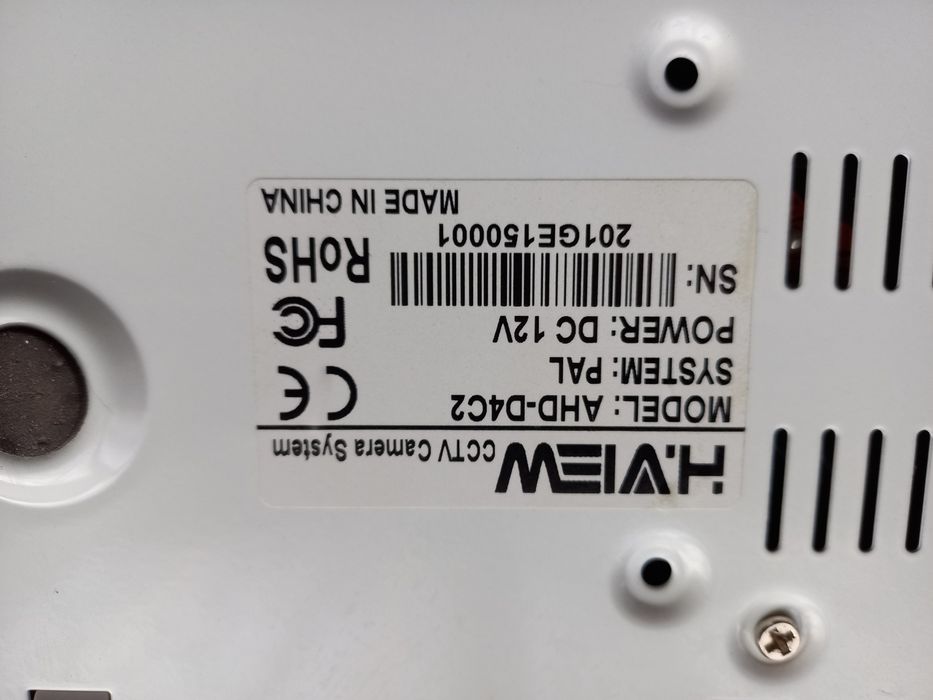 H.VIEW CCTV Camera System
MODEL: AHD-D4C2
SYSTEM: PAL
POWER: DC 12V
SN:
201GE150001
MADE IN CHINA
CE
FC
RoHS